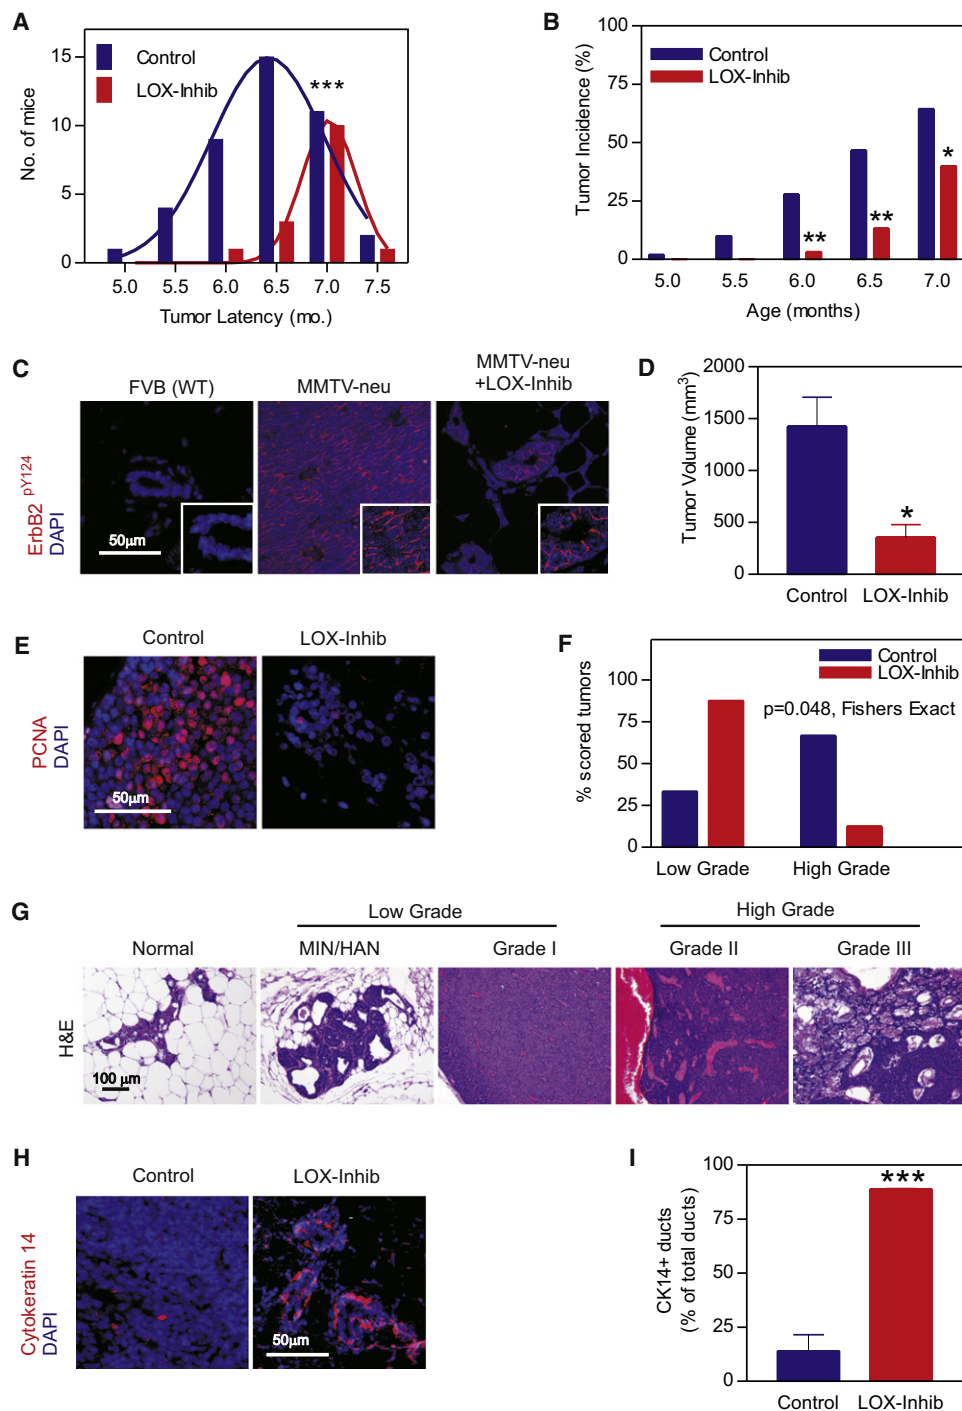 A
No. of mice
15
10
5
0
Control
LOX-Inhib
***
5.0 5.5 6.0 6.5 7.0 7.5
Tumor Latency (mo.)
B
Tumor Incidence (%)
100
75
50
25
0
Control
LOX-Inhib
** ** *
5.0 5.5 6.0 6.5 7.0
Age (months)
C
ErbB2 pY124
DAPI
FVB (WT)
MMTV-neu
MMTV-neu
+LOX-Inhib
50µm
D
Tumor Volume (mm3)
2000
1500
1000
500
0
*
Control LOX-Inhib
E
PCNA
DAPI
Control
LOX-Inhib
50µm
F
% scored tumors
100
75
50
25
0
Control
LOX-Inhib
p=0.048, Fishers Exact
Low Grade High Grade
G
H&E
Low Grade
High Grade
Normal
MIN/HAN
Grade I
Grade II
Grade III
100 µm
H
Cytokeratin 14
DAPI
Control
LOX-Inhib
50µm
I
CK14+ ducts
(% of total ducts)
100
75
50
25
0
***
Control LOX-Inhib